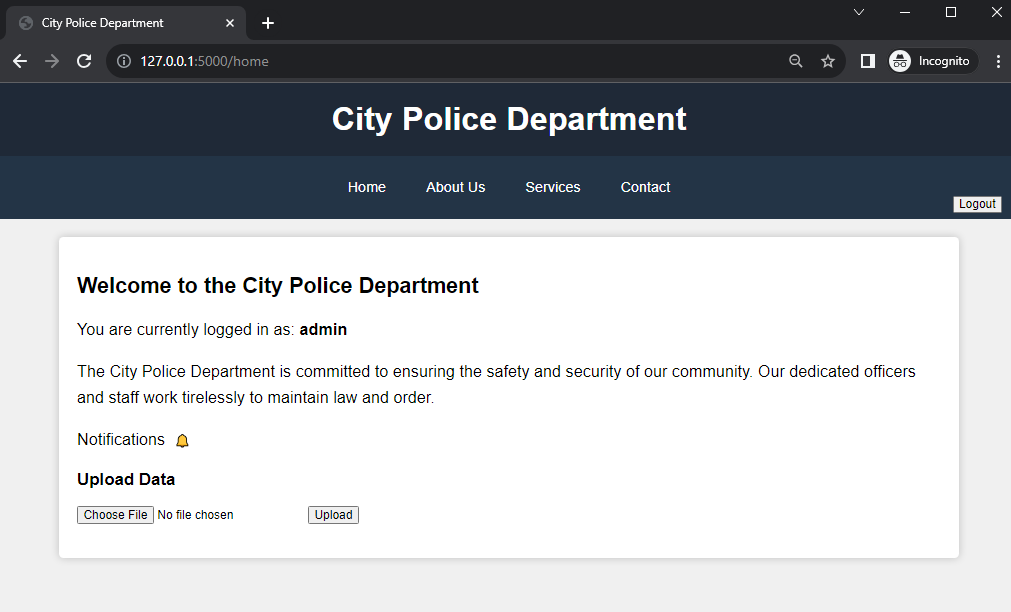 City Police Department
127.0.0.1:5000/home
Incognito
City Police Department
Home About Us Services Contact
Logout
Welcome to the City Police Department
You are currently logged in as: admin
The City Police Department is committed to ensuring the safety and security of our community. Our dedicated officers
and staff work tirelessly to maintain law and order.
Notifications
Upload Data
Choose File No file chosen Upload